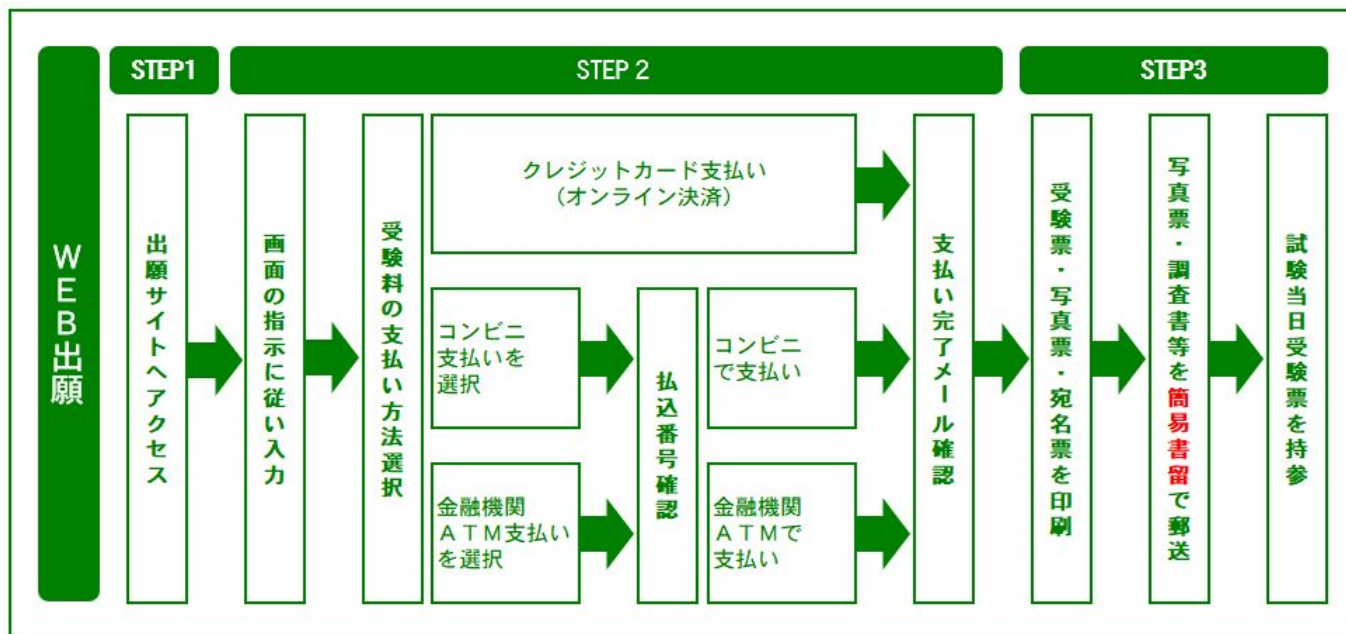 WEB出願
STEP1
STEP 2
STEP3
出願サイトへアクセス
画面の指示に従い入力
受験料の支払い方法選択
クレジットカード支払い
（オンライン決済）
コンビニ
支払いを
選択
金融機関
ＡＴＭ支払い
を選択
払込番号確認
コンビニ
で支払い
金融機関
ＡＴＭで
支払い
支払い完了メール確認
受験票・写真票・宛名票を印刷
写真票・調査書等を簡易書留で郵送
試験当日受験票を持参